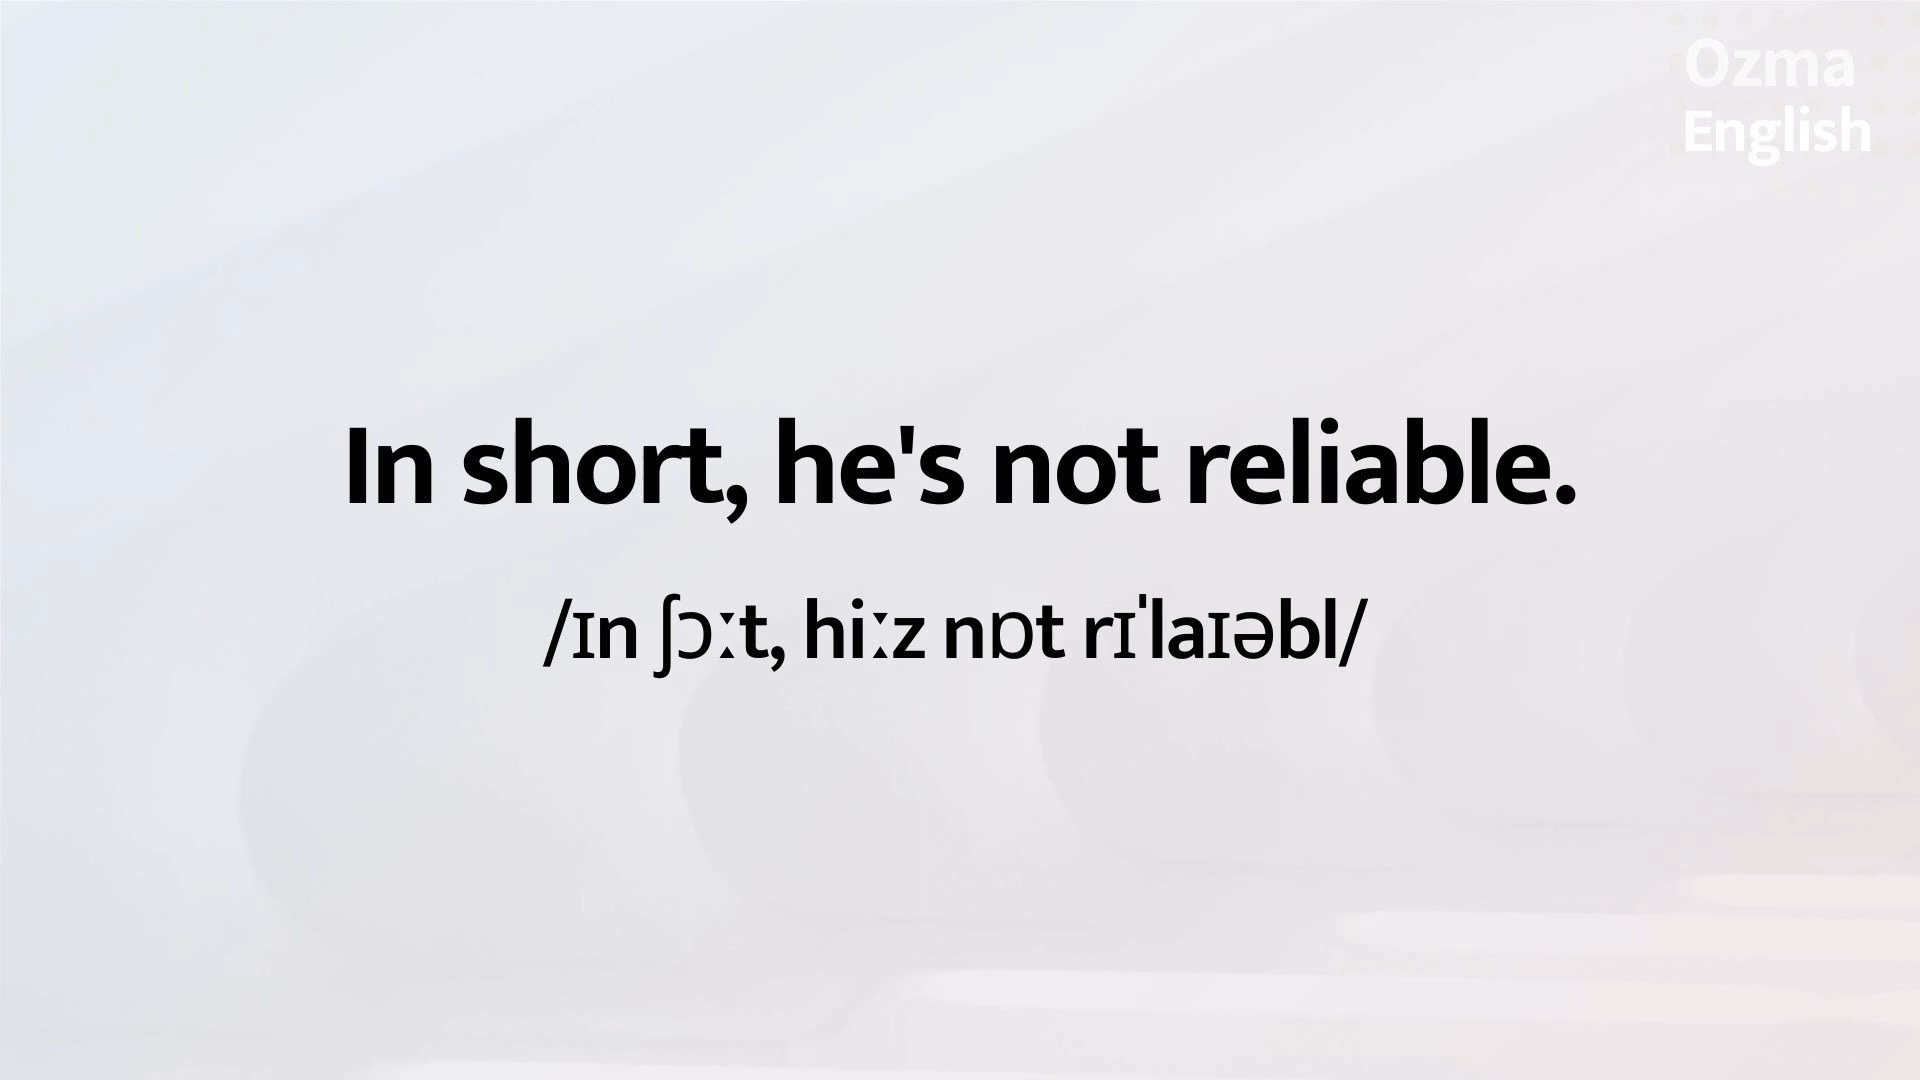 Ozma
English
In short, he's not reliable.
/ɪn ʃɔːt, hiːz nɒt rɪˈlaɪəbl/